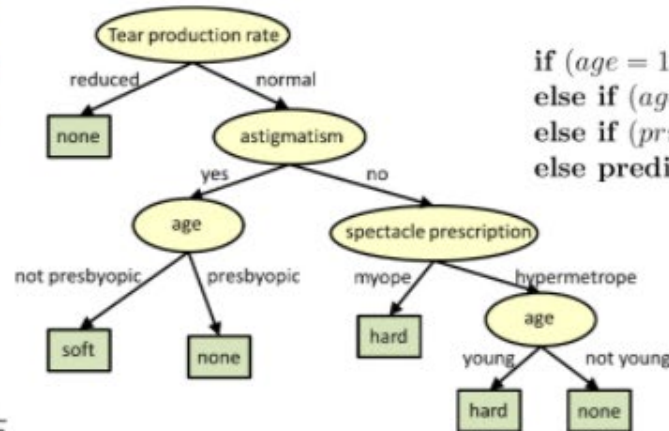 Tear production rate
reduced
normal
none
astigmatism
yes
no
age
spectacle prescription
not presbyopic
presbyopic
myope
hypermetrope
soft
none
hard
age
young
not young
hard
none
if (age = 1
else if (ag
else if (pr
else predi